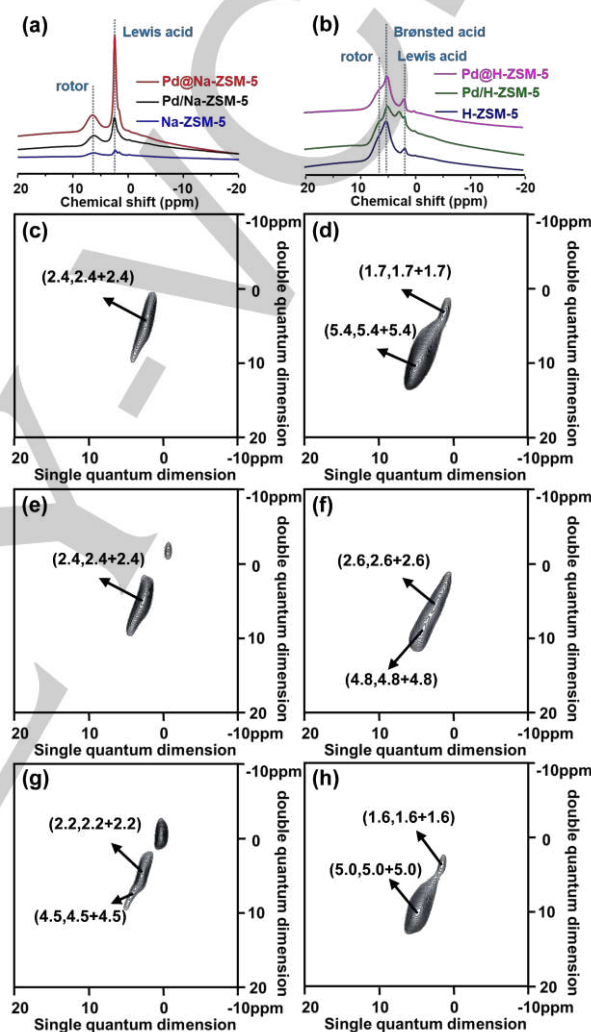 (a)
Lewis acid
rotor
Pd@Na-ZSM-5
Pd/Na-ZSM-5
Na-ZSM-5
20 10 0 -10 -20
Chemical shift (ppm)
(b)
Brønsted acid
rotor Lewis acid
Pd@H-ZSM-5
Pd/H-ZSM-5
H-ZSM-5
20 10 0 -10 -20
Chemical shift (ppm)
(c)
(2.4,2.4+2.4)
-10ppm
0
10
20
double quantum dimension
20 10 0 -10ppm
Single quantum dimension
(d)
(1.7,1.7+1.7)
(5.4,5.4+5.4)
-10ppm
0
10
20
double quantum dimension
20 10 0 -10ppm
Single quantum dimension
(e)
(2.4,2.4+2.4)
-10ppm
0
10
20
double quantum dimension
20 10 0 -10ppm
Single quantum dimension
(f)
(2.6,2.6+2.6)
(4.8,4.8+4.8)
-10ppm
0
10
20
double quantum dimension
20 10 0 -10ppm
Single quantum dimension
(g)
(2.2,2.2+2.2)
(4.5,4.5+4.5)
-10ppm
0
10
20
double quantum dimension
20 10 0 -10ppm
Single quantum dimension
(h)
(1.6,1.6+1.6)
(5.0,5.0+5.0)
-10ppm
0
10
20
double quantum dimension
20 10 0 -10ppm
Single quantum dimension